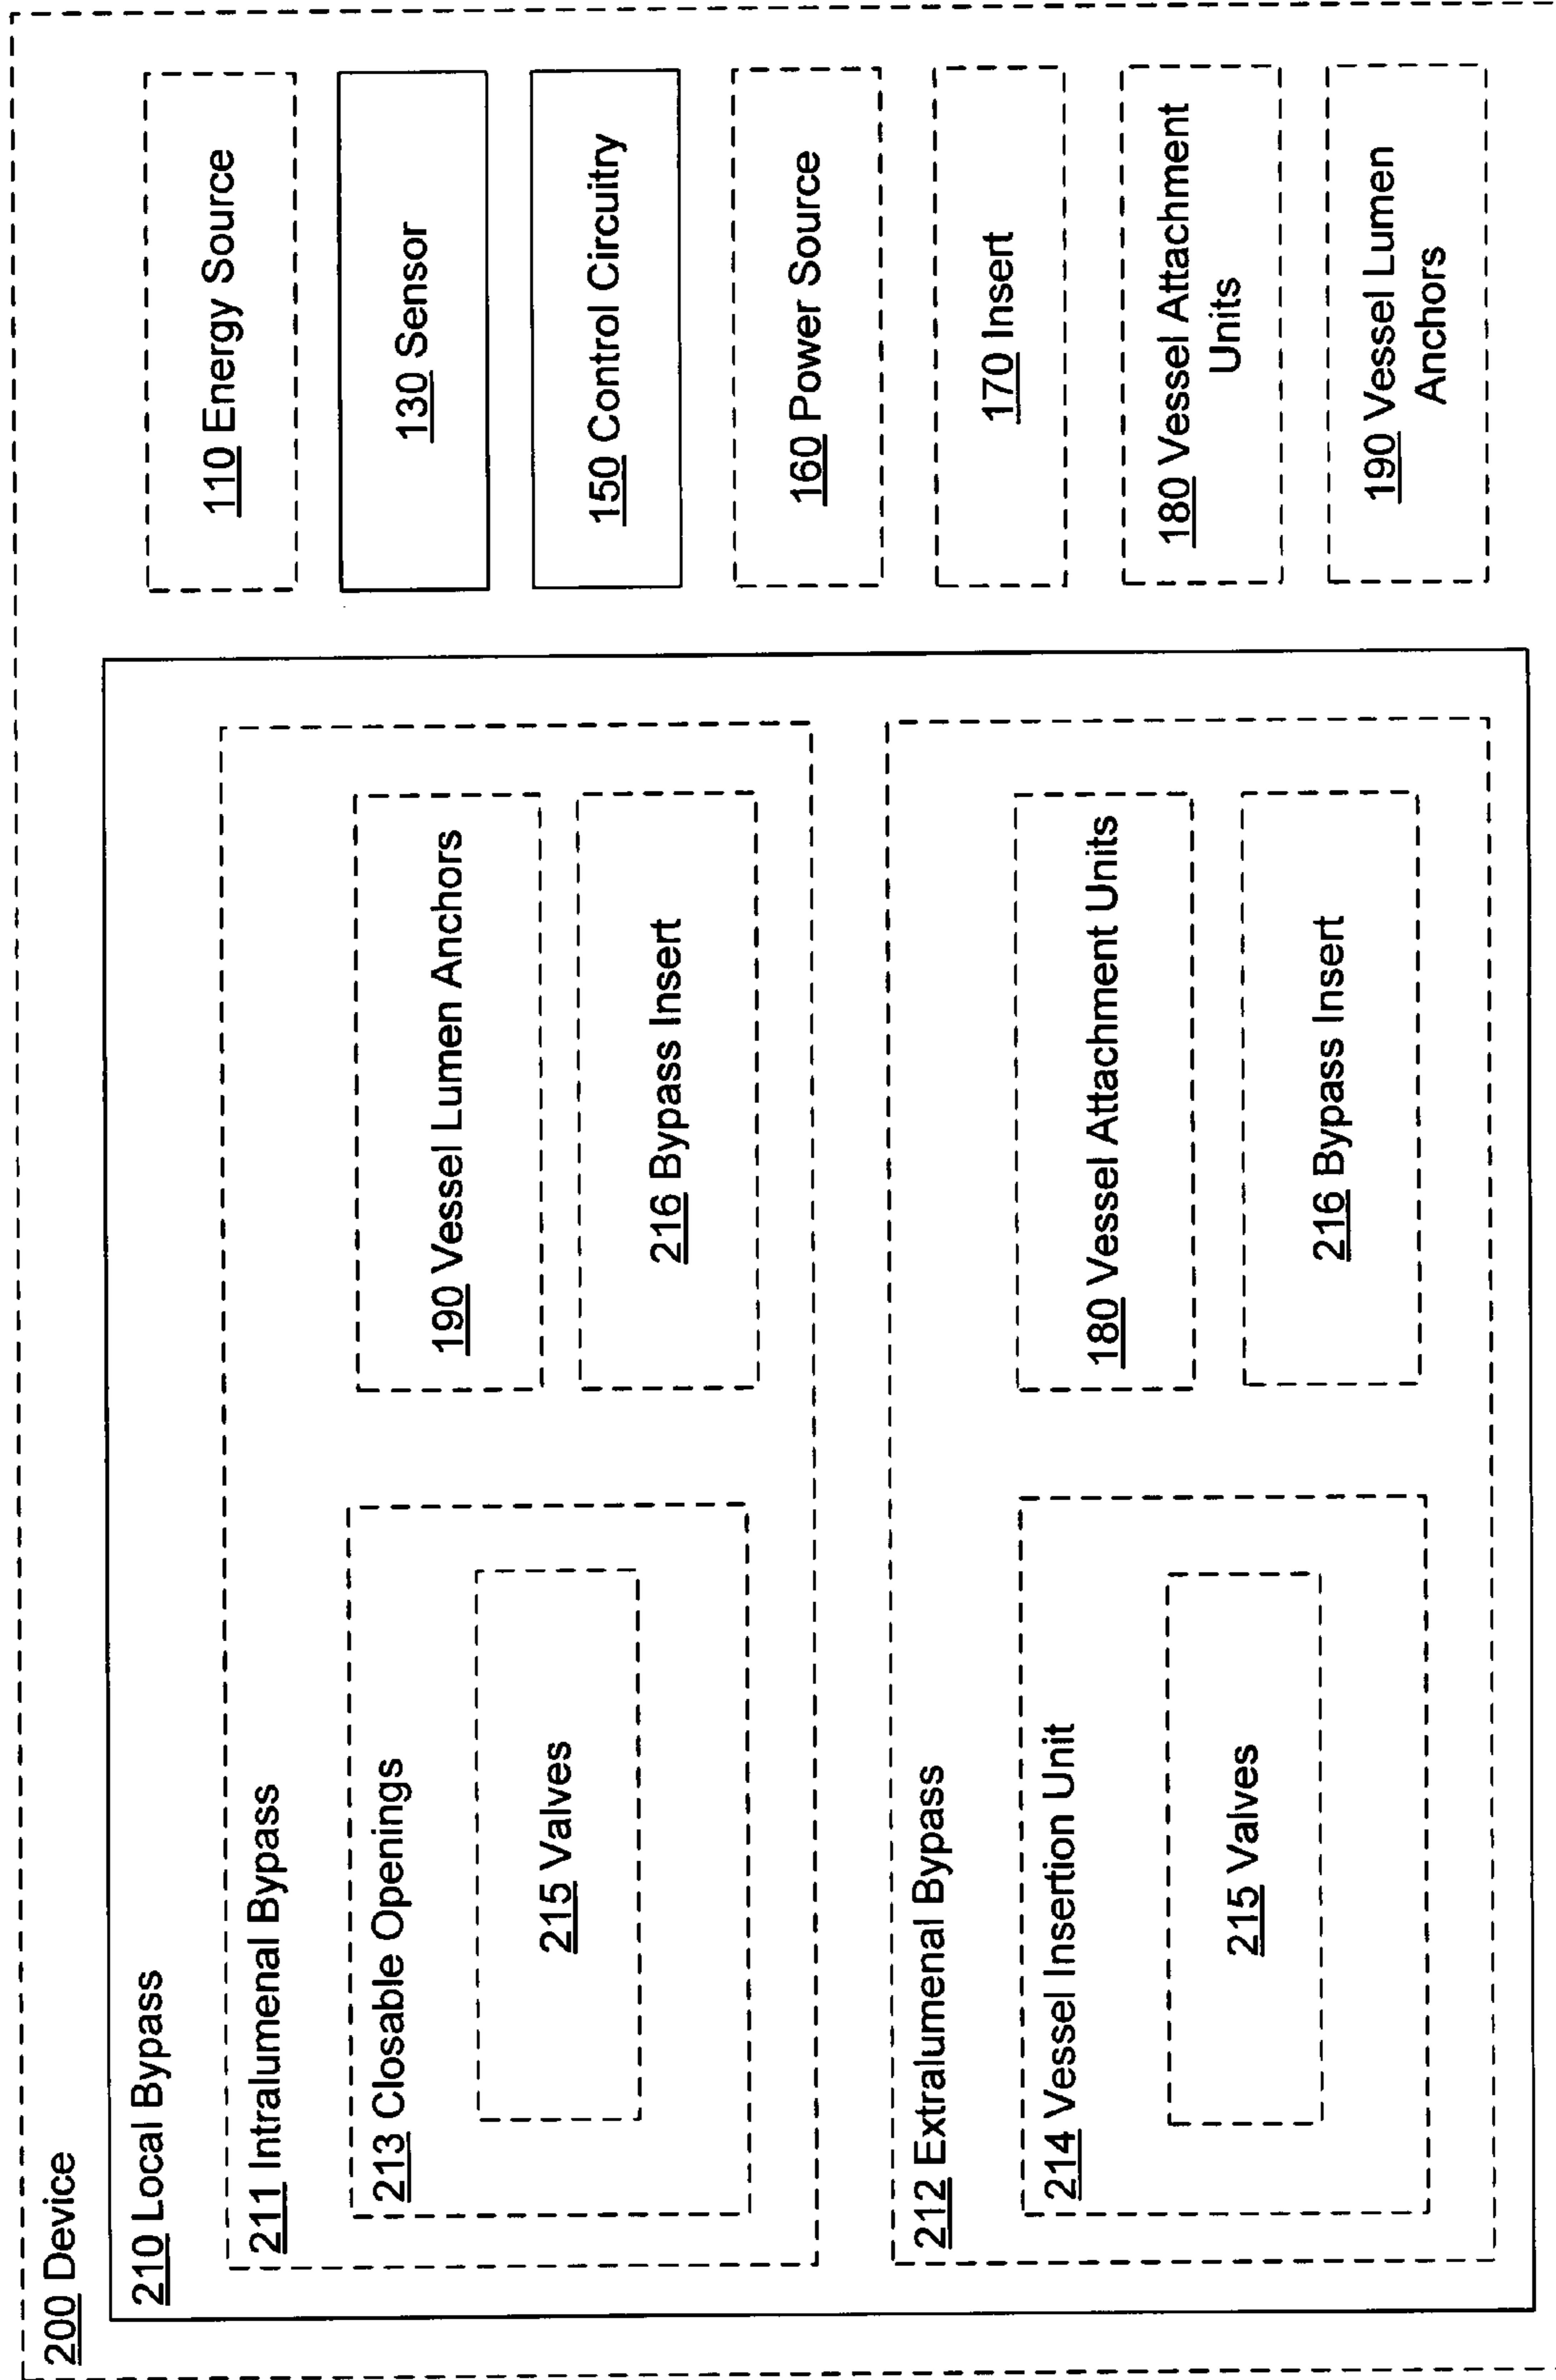 200 Device
210 Local Bypass
211 Intralumenal Bypass
213 Closable Openings
215 Valves
190 Vessel Lumen Anchors
216 Bypass Insert
212 Extralumenal Bypass
214 Vessel Insertion Unit
215 Valves
180 Vessel Attachment Units
216 Bypass Insert
110 Energy Source
130 Sensor
150 Control Circuitry
160 Power Source
170 Insert
180 Vessel Attachment
Units
190 Vessel Lumen
Anchors